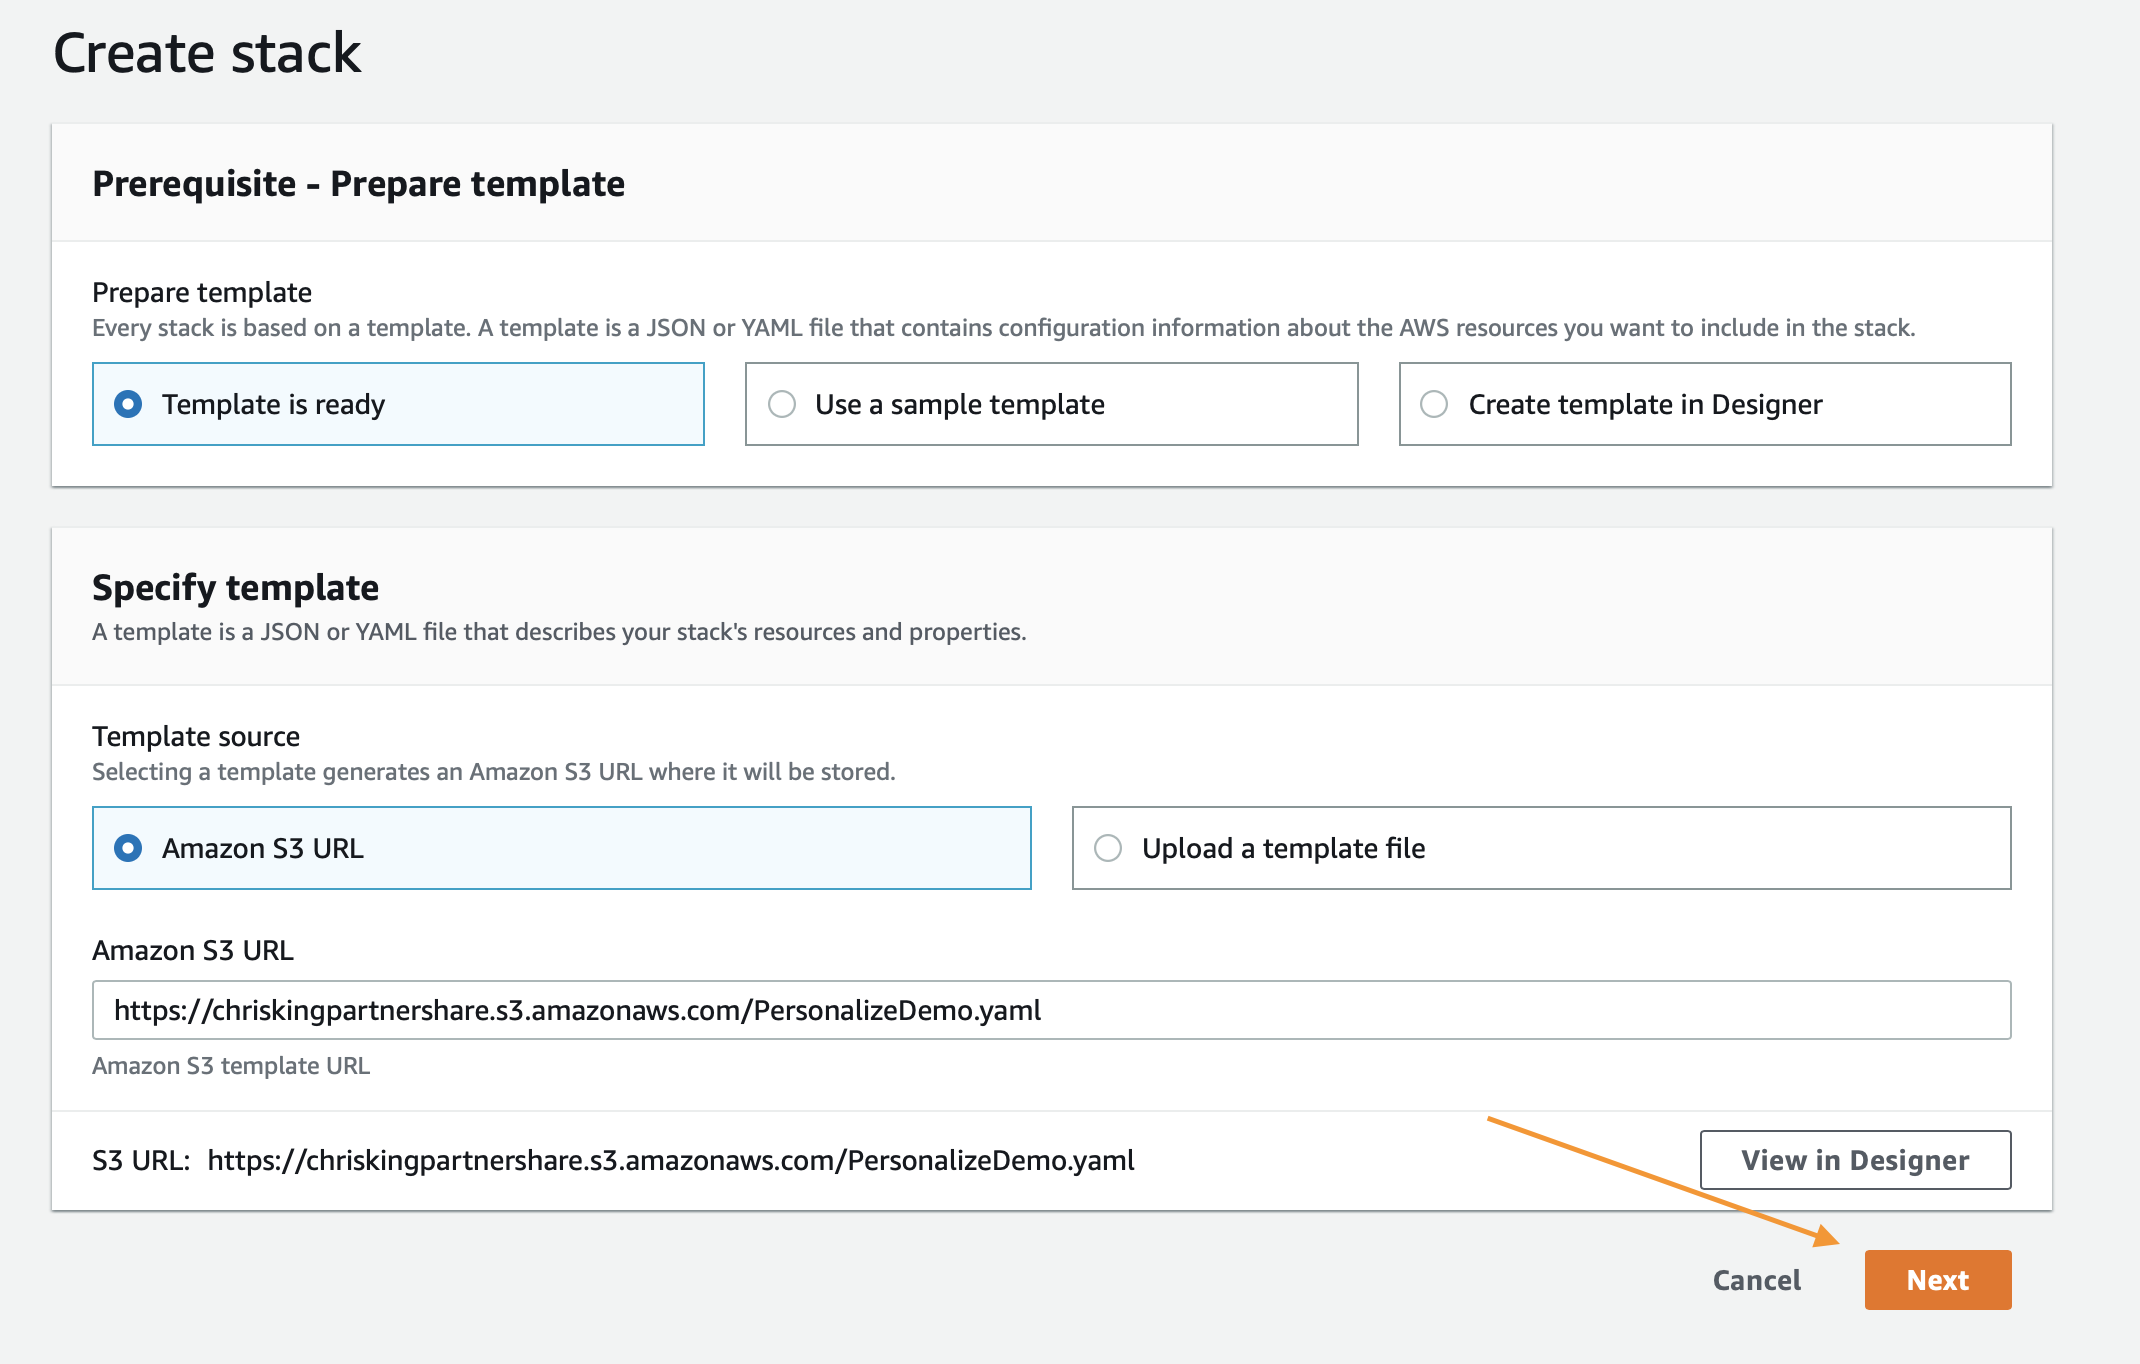 Create stack
Prerequisite - Prepare template
Prepare template
Every stack is based on a template. A template is a JSON or YAML file that contains configuration information about the AWS resources you want to include in the stack.
Template is ready
Use a sample template
Create template in Designer
Specify template
A template is a JSON or YAML file that describes your stack's resources and properties.
Template source
Selecting a template generates an Amazon S3 URL where it will be stored.
Amazon S3 URL
Upload a template file
Amazon S3 URL
https://chriskingpartnershare.s3.amazonaws.com/PersonalizeDemo.yaml
Amazon S3 template URL
S3 URL: https://chriskingpartnershare.s3.amazonaws.com/PersonalizeDemo.yaml
View in Designer
Cancel
Next